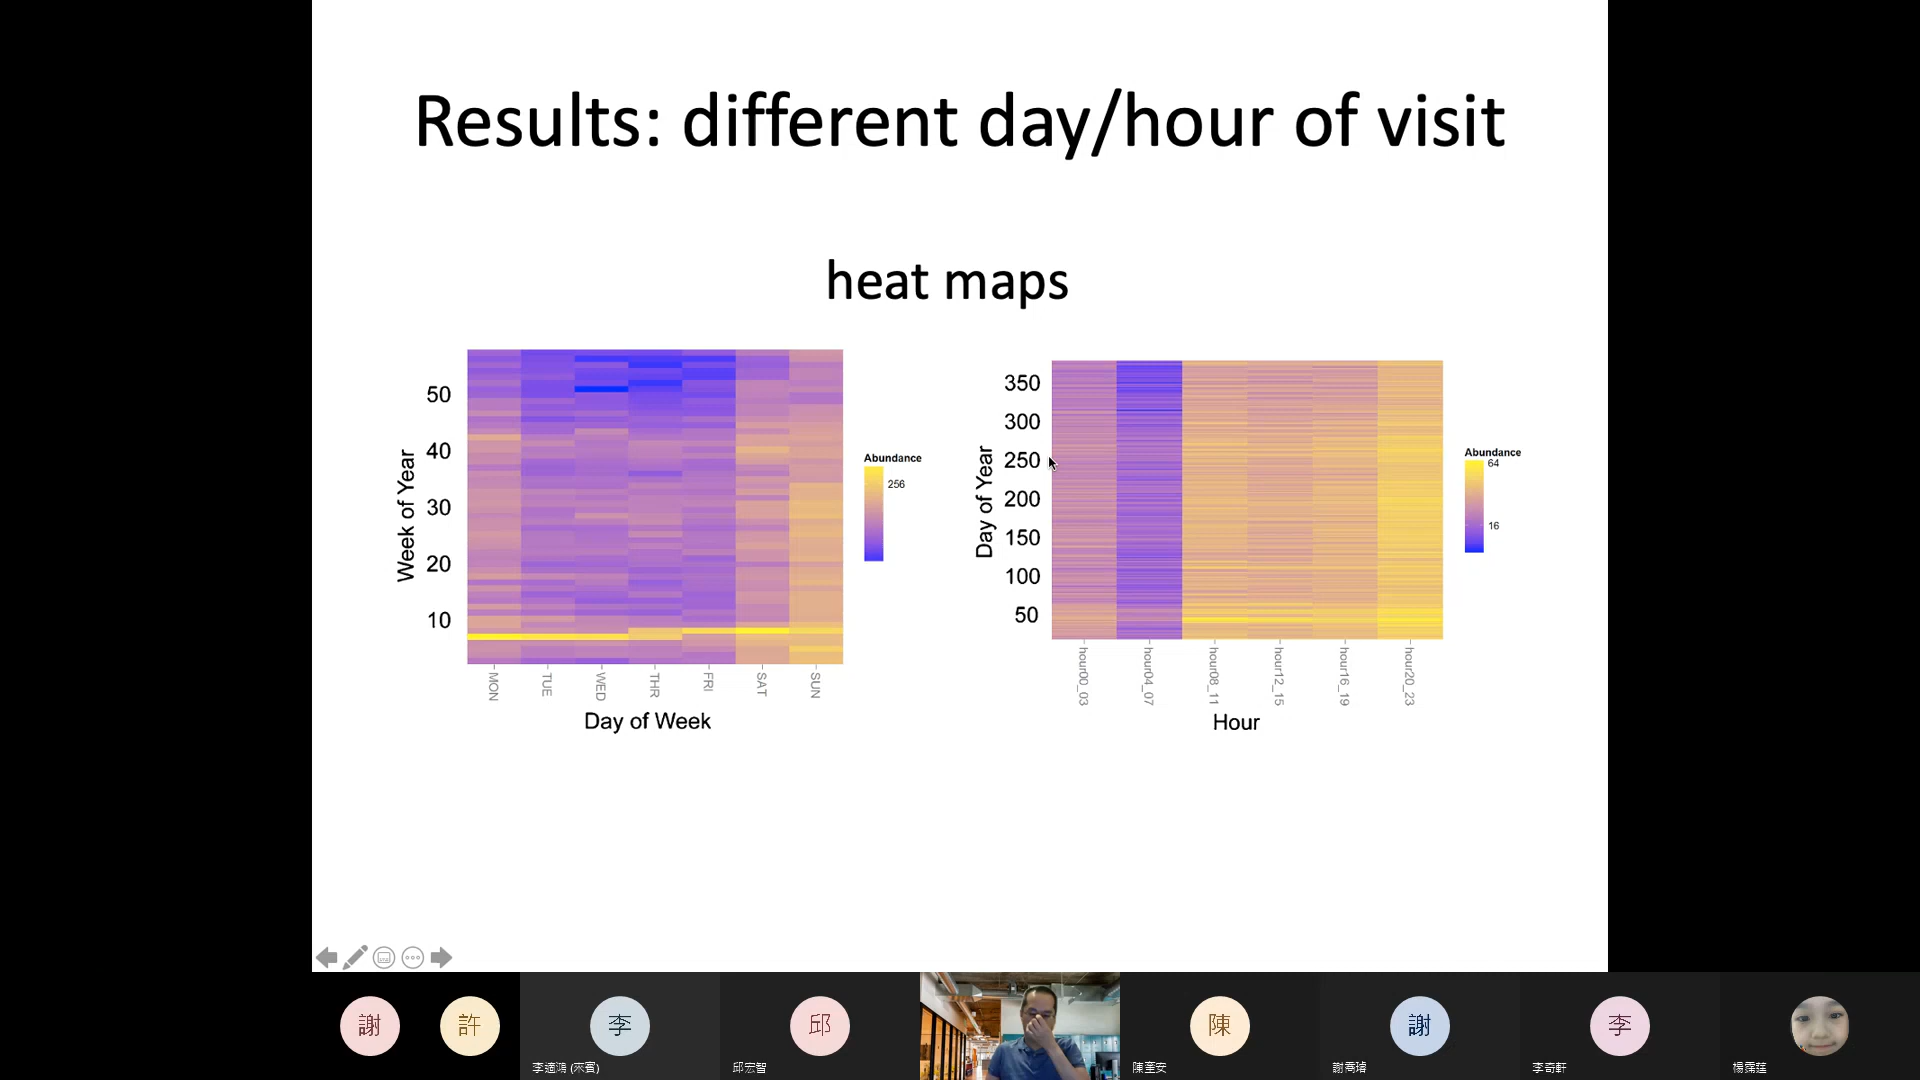 Results: different day/hour of visit
heat maps
Week of Year
50
40
30
20
10
MON
TUE
WED
THR
FRI
SAT
SUN
Day of Week
Abundance
256
Day of Year
350
300
250
200
150
100
50
hour00_03
hour04_07
hour08_11
hour12_15
hour16_19
hour20_23
Hour
Abundance
64
16
謝
許
李
邱
陳
謝
李
邱宏智
李奇軒